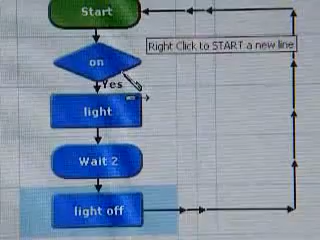 Start
Right Click to START a new line
on
Yes
light
Wait 2
light off